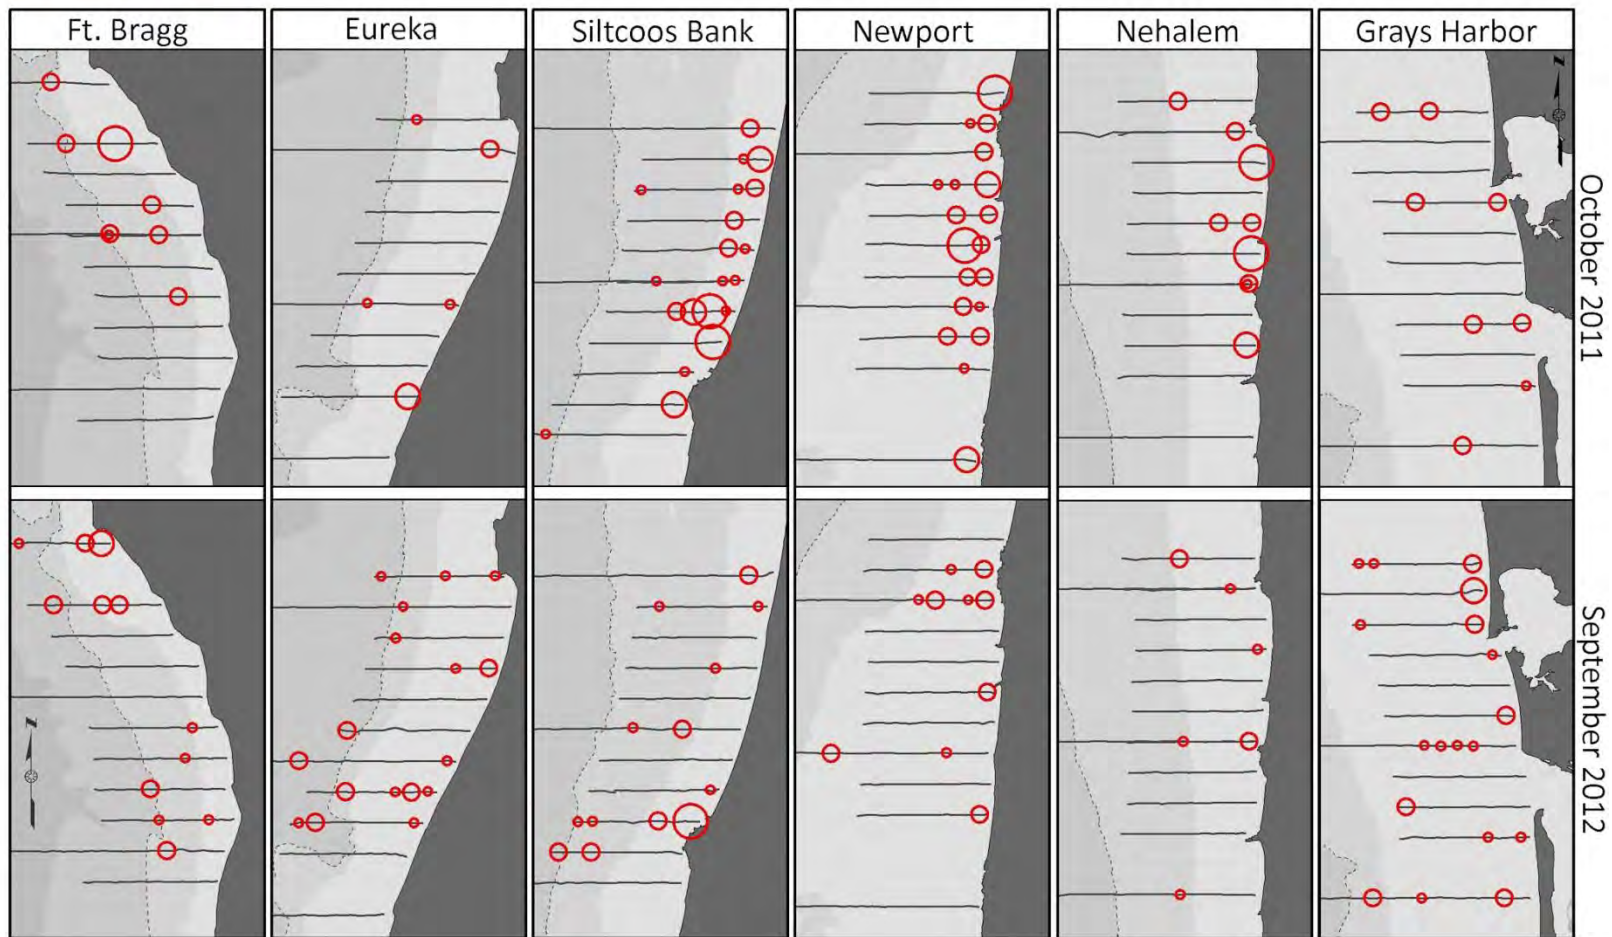 Ft. Bragg
Eureka
Siltcoos Bank
Newport
Nehalem
Grays Harbor
October 2011
September 2012